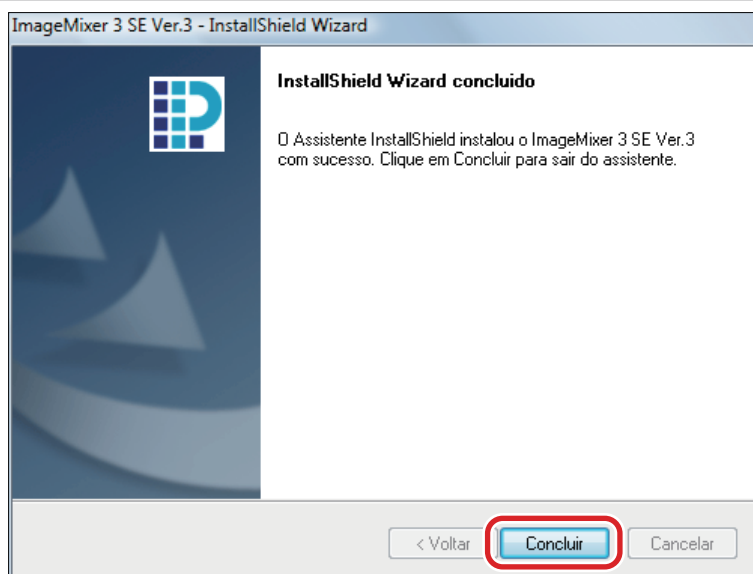 ImageMixer 3 SE Ver.3 - InstallShield Wizard
InstallShield Wizard concluido
O Assistente InstallShield instalou o ImageMixer 3 SE Ver.3
com sucesso. Clique em Concluir para sair do assistente.
< Voltar Concluir Cancelar